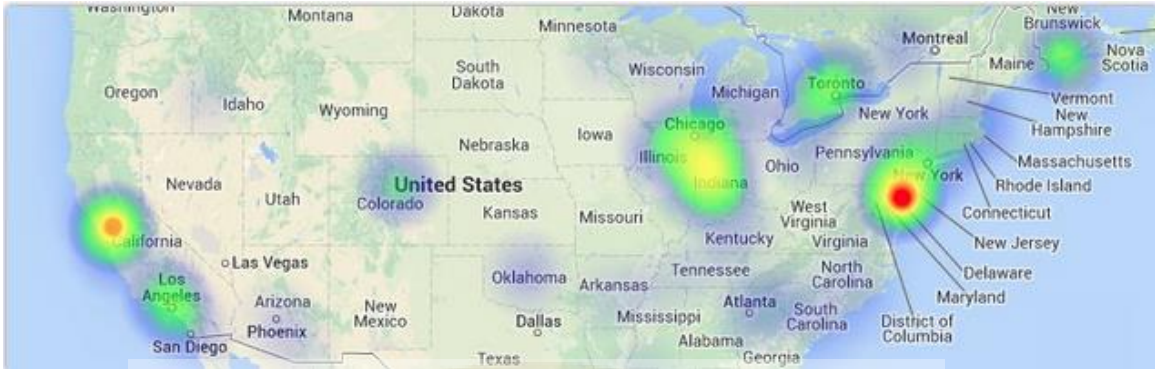 Washington
Montana
Dakota
Minnesota
Montreal
New
Brunswick
Nova
Scotia
Maine
Oregon
Idaho
Wyoming
South
Dakota
Wisconsin
Michigan
Toronto
Vermont
New
Hampshire
New York
Massachusetts
Rhode Island
Connecticut
New Jersey
Delaware
Maryland
District of
Columbia
Nevada
Utah
Colorado
United States
Nebraska
Iowa
Chicago
Illinois
Indiana
Ohio
Pennsylvania
New York
Kansas
Missouri
West
Virginia
Virginia
Kentucky
California
Las Vegas
Los
Angeles
San Diego
Arizona
Phoenix
New
Mexico
Oklahoma
Dallas
Texas
Arkansas
Tennessee
Mississippi
Alabama
Atlanta
Georgia
North
Carolina
South
Carolina